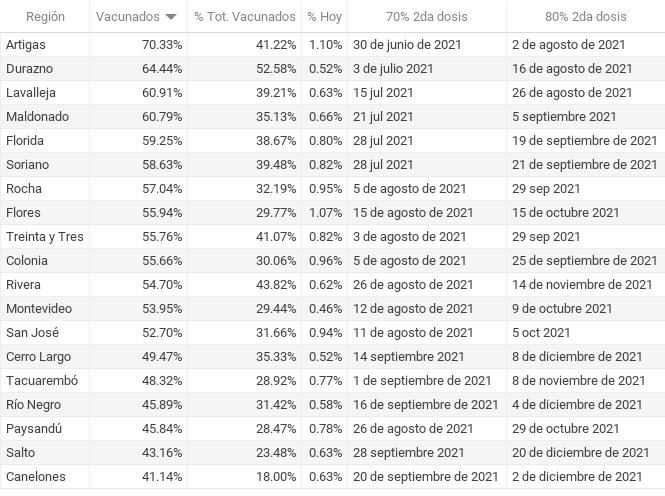 Región Vacunados % Tot. Vacunados % Hoy 70% 2da dosis 80% 2da dosis
Artigas 70.33% 41.22% 1.10% 30 de junio de 2021 2 de agosto de 2021
Durazno 64.44% 52.58% 0.52% 3 de julio 2021 16 de agosto de 2021
Lavalleja 60.91% 39.21% 0.63% 15 jul 2021 26 de agosto de 2021
Maldonado 60.79% 35.13% 0.66% 21 jul 2021 5 septiembre 2021
Florida 59.25% 38.67% 0.80% 28 jul 2021 19 de septiembre de 2021
Soriano 58.63% 39.48% 0.82% 28 jul 2021 21 de septiembre de 2021
Rocha 57.04% 32.19% 0.95% 5 de agosto de 2021 29 sep 2021
Flores 55.94% 29.77% 1.07% 15 de agosto de 2021 15 de octubre 2021
Treinta y Tres 55.76% 41.07% 0.82% 3 de agosto de 2021 29 sep 2021
Colonia 55.66% 30.06% 0.96% 5 de agosto de 2021 25 de septiembre de 2021
Rivera 54.70% 43.82% 0.62% 26 de agosto de 2021 14 de noviembre de 2021
Montevideo 53.95% 29.44% 0.46% 12 de agosto de 2021 9 de octubre 2021
San José 52.70% 31.66% 0.94% 11 de agosto de 2021 5 oct 2021
Cerro Largo 49.47% 35.33% 0.52% 14 septiembre 2021 8 de diciembre de 2021
Tacuarembó 48.32% 28.92% 0.77% 1 de septiembre de 2021 8 de noviembre de 2021
Río Negro 45.89% 31.42% 0.58% 16 de septiembre de 2021 4 de diciembre de 2021
Paysandú 45.84% 28.47% 0.78% 26 de agosto de 2021 29 de octubre 2021
Salto 43.16% 23.48% 0.63% 28 septiembre 2021 20 de diciembre de 2021
Canelones 41.14% 18.00% 0.63% 20 de septiembre de 2021 2 de diciembre de 2021